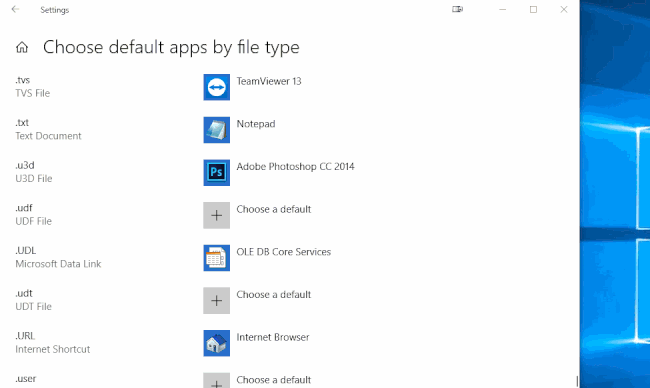 Settings
Choose default apps by file type
.tvs
TVS File
TeamViewer 13
.txt
Text Document
Notepad
.u3d
U3D File
Ps
Adobe Photoshop CC 2014
.udf
UDF File
Choose a default
.UDL
Microsoft Data Link
OLE DB Core Services
.udt
UDT File
Choose a default
.URL
Internet Shortcut
Internet Browser
.user
Choose a default